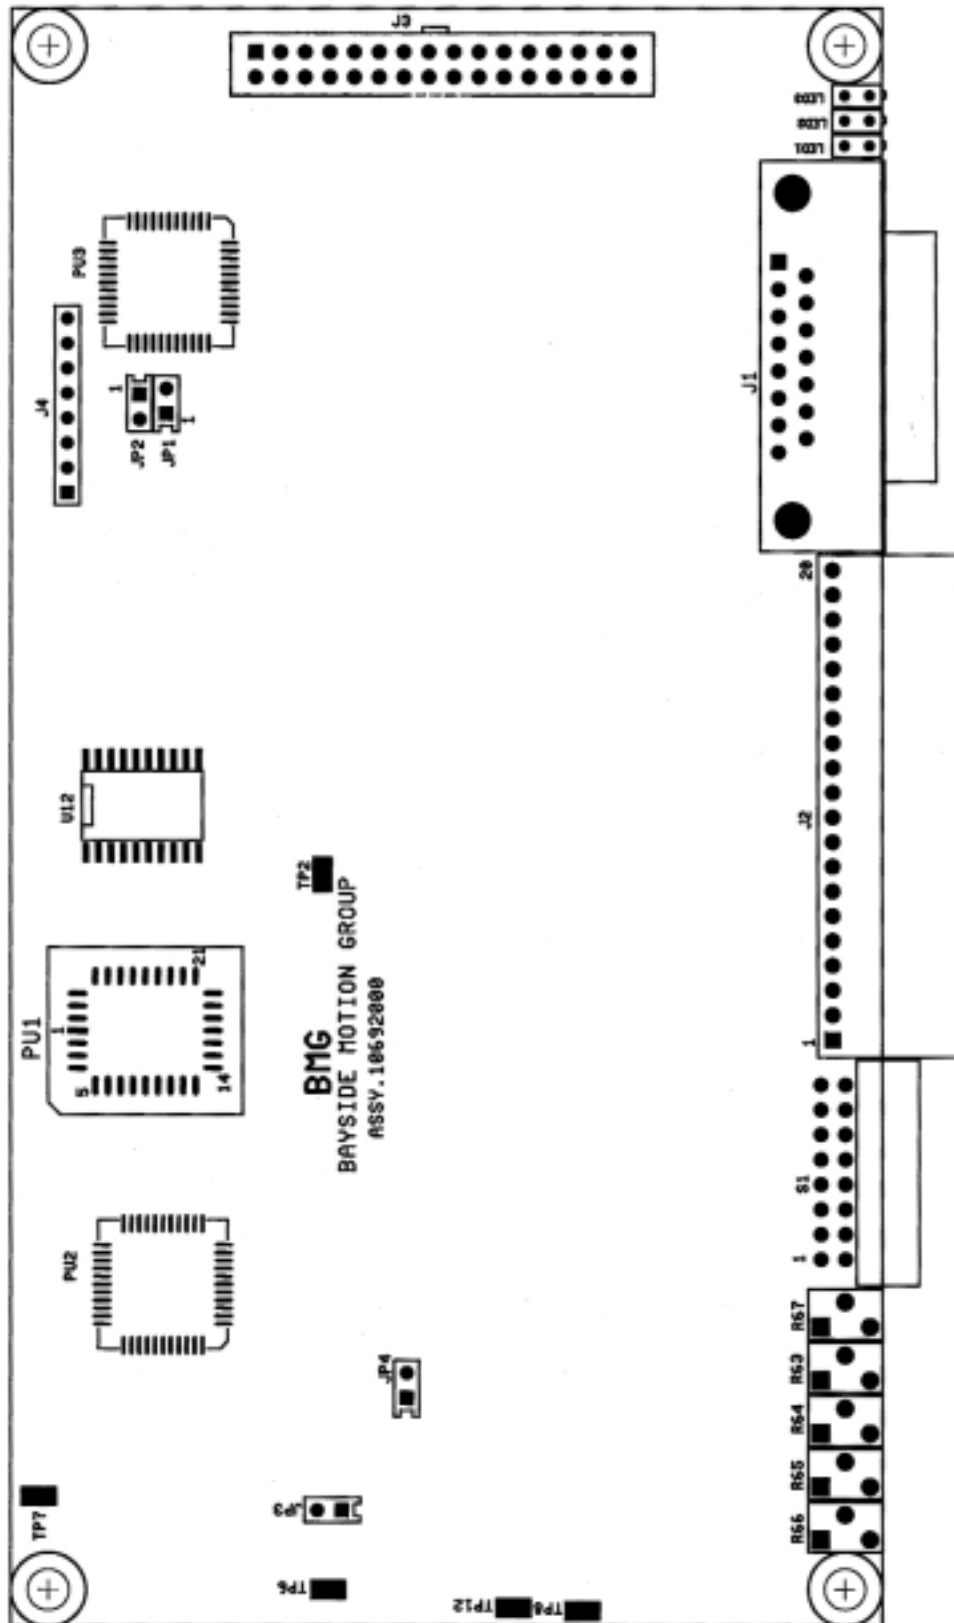 J3
LED3
LED2
LED1
PU3
J4
1
JP2
JP1
1
J1
20
U12
J2
TP2
BMG
BAYSIDE MOTION GROUP
ASSY.10692000
PU1
21
1
5
14
1
S1
1
PU2
R67
R63
JP4
R64
R65
R66
TP7
JP3
TP6
TP12
TP8